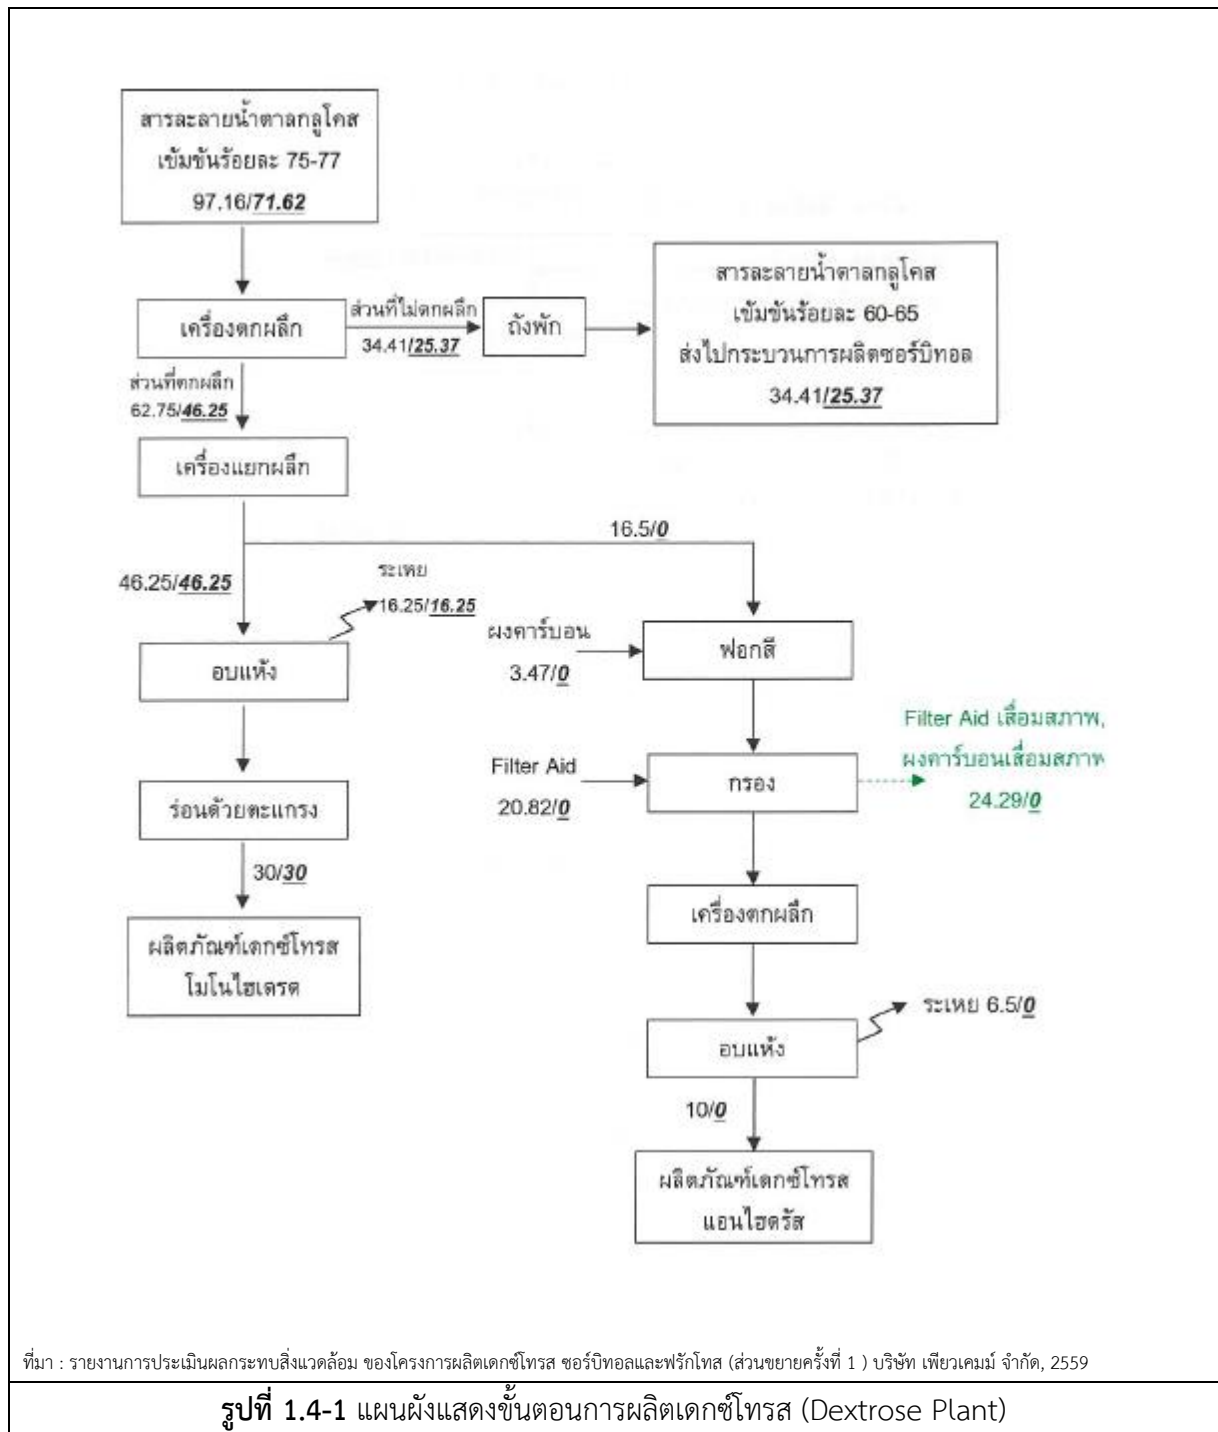 สารละลายน้ำตาลกลูโคส
เข้มข้นร้อยละ 75-77
97.16/71.62
เครื่องตกผลึก
ส่วนที่ไม่ตกผลึก
34.41/25.37
ถังพัก
สารละลายน้ำตาลกลูโคส
เข้มข้นร้อยละ 60-65
ส่งไปกระบวนการผลิตซอร์บิทอล
34.41/25.37
ส่วนที่ตกผลึก
62.75/46.25
เครื่องแยกผลึก
16.5/0
46.25/46.25
ระเหย
16.25/16.25
อบแห้ง
ร่อนด้วยตะแกรง
30/30
ผลิตภัณฑ์เดกซ์โทรส
โมโนไฮเดรต
ผงคาร์บอน
3.47/0
ฟอกสี
Filter Aid
20.82/0
กรอง
Filter Aid เสื่อมสภาพ,
ผงคาร์บอนเสื่อมสภาพ
24.29/0
เครื่องตกผลึก
อบแห้ง
ระเหย 6.5/0
10/0
ผลิตภัณฑ์เดกซ์โทรส
แอนไฮดรัส
ที่มา : รายงานการประเมินผลกระทบสิ่งแวดล้อม ของโครงการผลิตเดกซ์โทรส ซอร์บิทอลและฟรักโทส (ส่วนขยายครั้งที่ 1 ) บริษัท เพียวเคมม์ จำกัด, 2559
รูปที่ 1.4-1 แผนผังแสดงขั้นตอนการผลิตเดกซ์โทรส (Dextrose Plant)